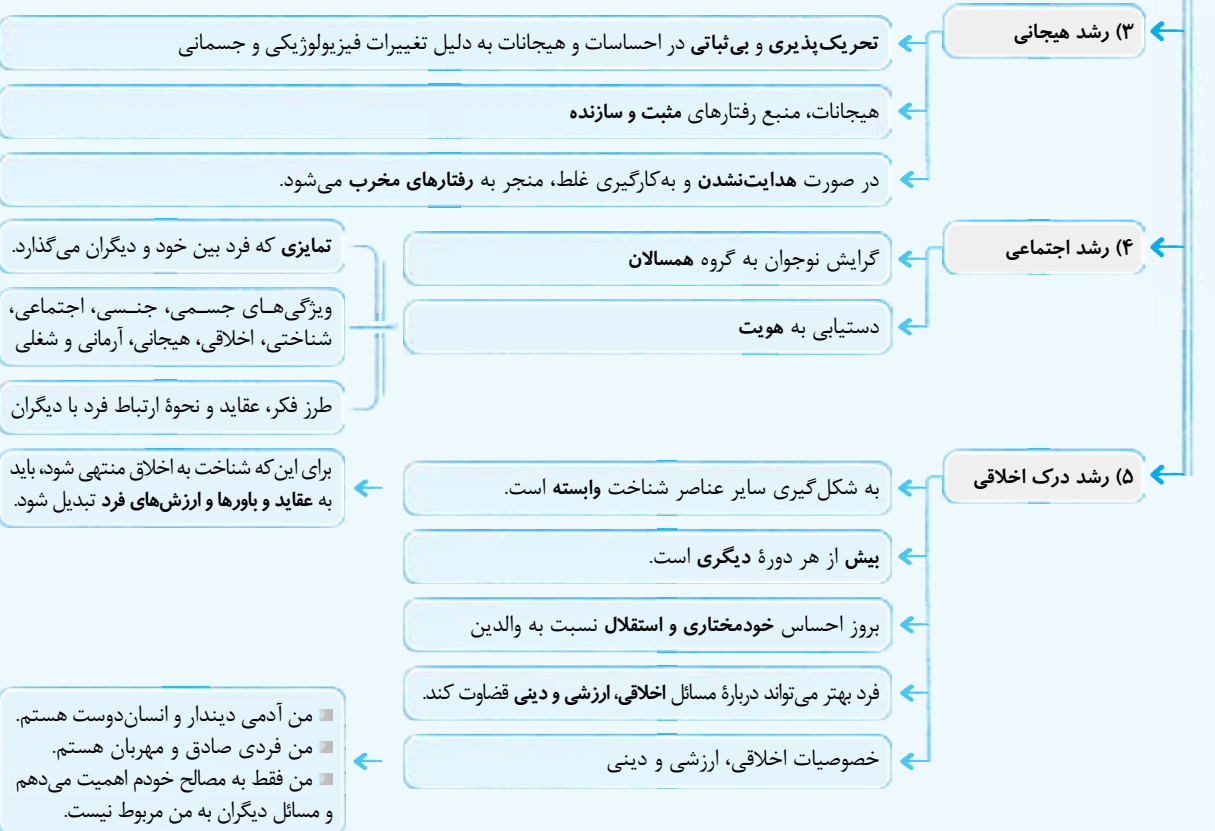 ۳) رشد هیجانی
تحریک‌پذیری و بی‌ثباتی در احساسات و هیجانات به دلیل تغییرات فیزیولوژیکی و جسمانی
هیجانات، منبع رفتارهای مثبت و سازنده
در صورت هدایت‌نشدن و به‌کارگیری غلط، منجر به رفتارهای مخرب می‌شود.
۴) رشد اجتماعی
گرایش نوجوان به گروه همسالان
دستیابی به هویت
تمایزی که فرد بین خود و دیگران می‌گذارد.
ویژگی‌هـای جسـمی، جنـسی، اجتماعی،
شناختی، اخلاقی، هیجانی، آرمانی و شغلی
طرز فکر، عقاید و نحوهٔ ارتباط فرد با دیگران
۵) رشد درک اخلاقی
به شکل‌گیری سایر عناصر شناخت وابسته است.
برای این‌که شناخت به اخلاق منتهی شود، باید
به عقاید و باورها و ارزش‌های فرد تبدیل شود.
بیش از هر دورهٔ دیگری است.
بروز احساس خودمختاری و استقلال نسبت به والدین
فرد بهتر می‌تواند دربارهٔ مسائل اخلاقی، ارزشی و دینی قضاوت کند.
خصوصیات اخلاقی، ارزشی و دینی
من آدمی دیندار و انسان‌دوست هستم.
من فردی صادق و مهربان هستم.
من فقط به مصالح خودم اهمیت می‌دهم
و مسائل دیگران به من مربوط نیست.